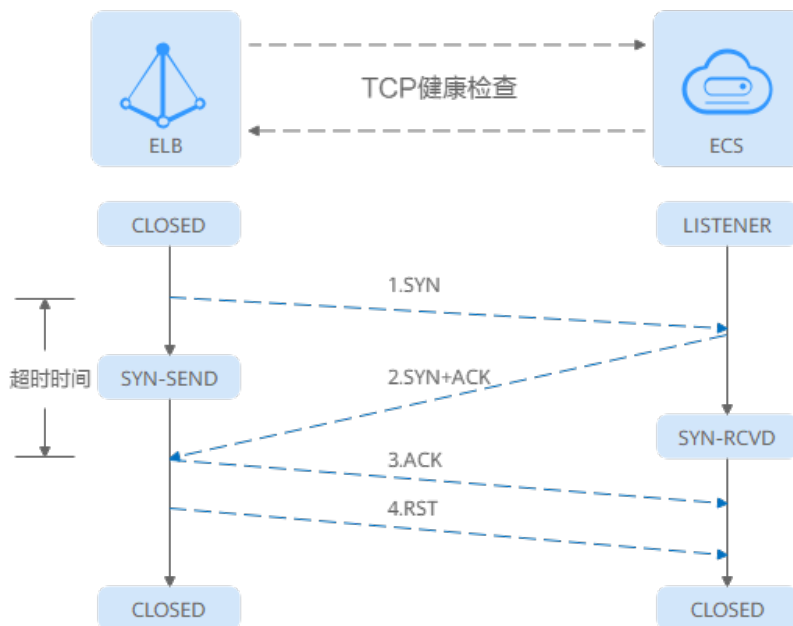 TCP健康检查
ELB
ECS
CLOSED
LISTENER
1.SYN
超时时间
SYN-SEND
2.SYN+ACK
SYN-RCVD
3.ACK
4.RST
CLOSED
CLOSED